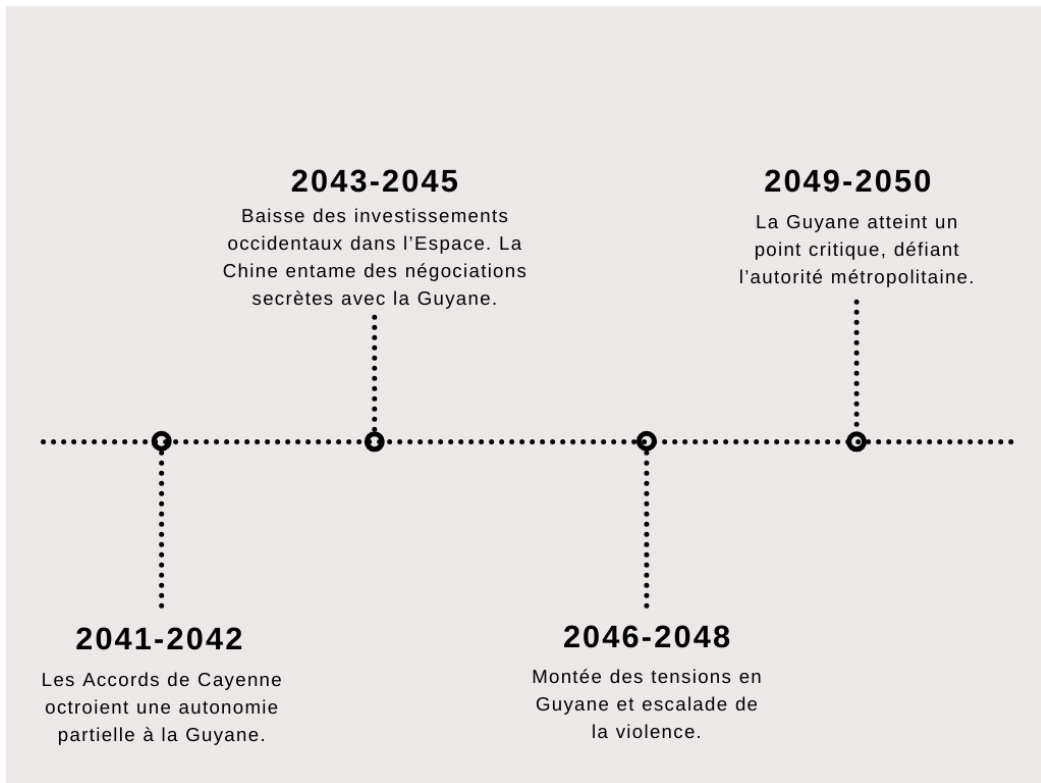 2043-2045
Baisse des investissements
occidentaux dans l’Espace. La
Chine entame des négociations
secrètes avec la Guyane.
2049-2050
La Guyane atteint un
point critique, défiant
l’autorité métropolitaine.
2041-2042
Les Accords de Cayenne
octroient une autonomie
partielle à la Guyane.
2046-2048
Montée des tensions en
Guyane et escalade de
la violence.